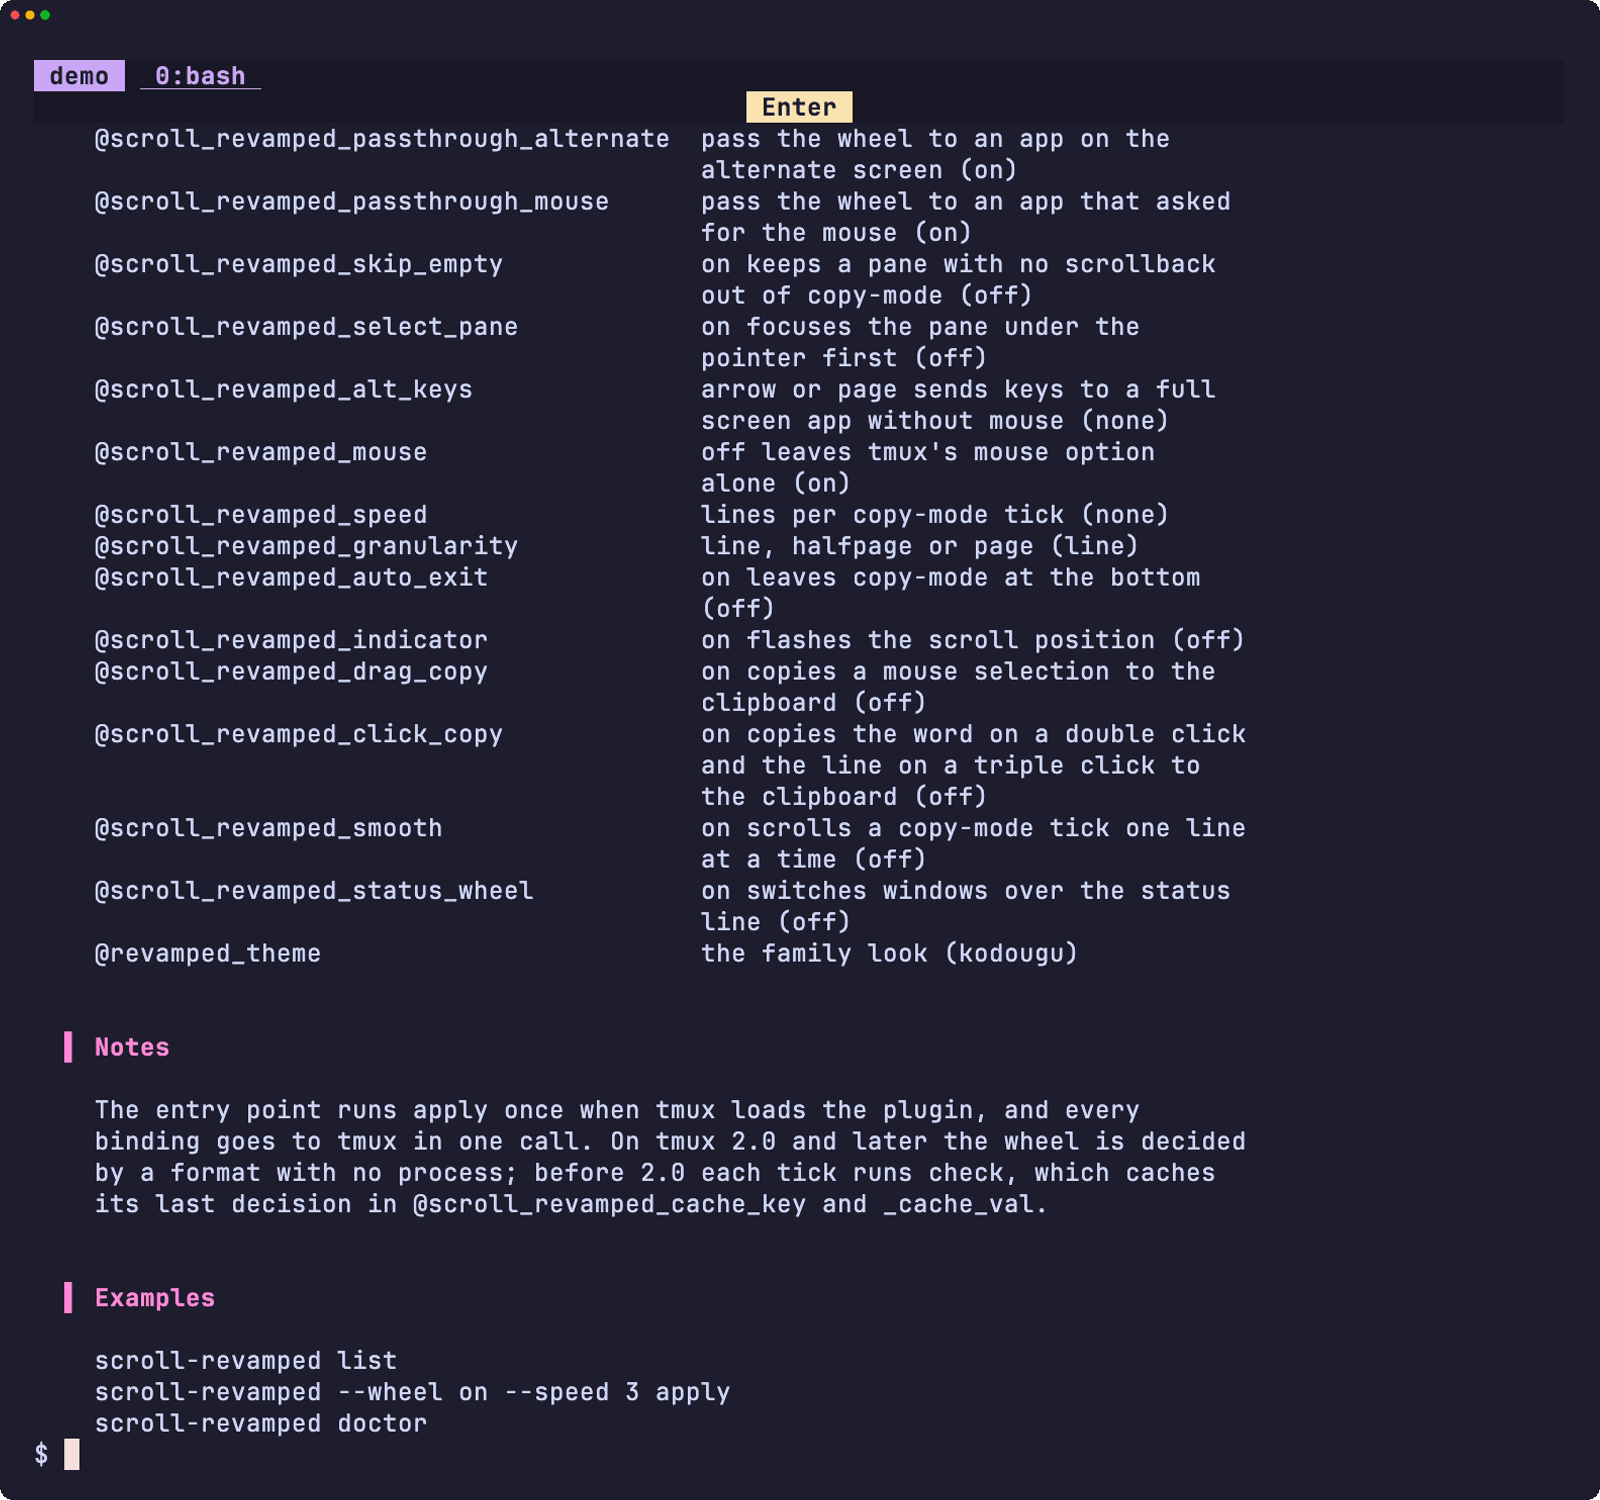 demo 0:bash
Enter
@scroll_revamped_passthrough_alternate pass the wheel to an app on the
alternate screen (on)
@scroll_revamped_passthrough_mouse pass the wheel to an app that asked
for the mouse (on)
@scroll_revamped_skip_empty on keeps a pane with no scrollback
out of copy-mode (off)
@scroll_revamped_select_pane on focuses the pane under the
pointer first (off)
@scroll_revamped_alt_keys arrow or page sends keys to a full
screen app without mouse (none)
@scroll_revamped_mouse off leaves tmux's mouse option
alone (on)
@scroll_revamped_speed lines per copy-mode tick (none)
@scroll_revamped_granularity line, halfpage or page (line)
@scroll_revamped_auto_exit on leaves copy-mode at the bottom
(off)
@scroll_revamped_indicator on flashes the scroll position (off)
@scroll_revamped_drag_copy on copies a mouse selection to the
clipboard (off)
@scroll_revamped_click_copy on copies the word on a double click
and the line on a triple click to
the clipboard (off)
@scroll_revamped_smooth on scrolls a copy-mode tick one line
at a time (off)
@scroll_revamped_status_wheel on switches windows over the status
line (off)
@revamped_theme the family look (kodougu)
Notes
The entry point runs apply once when tmux loads the plugin, and every
binding goes to tmux in one call. On tmux 2.0 and later the wheel is decided
by a format with no process; before 2.0 each tick runs check, which caches
its last decision in @scroll_revamped_cache_key and _cache_val.
Examples
scroll-revamped list
scroll-revamped --wheel on --speed 3 apply
scroll-revamped doctor
$